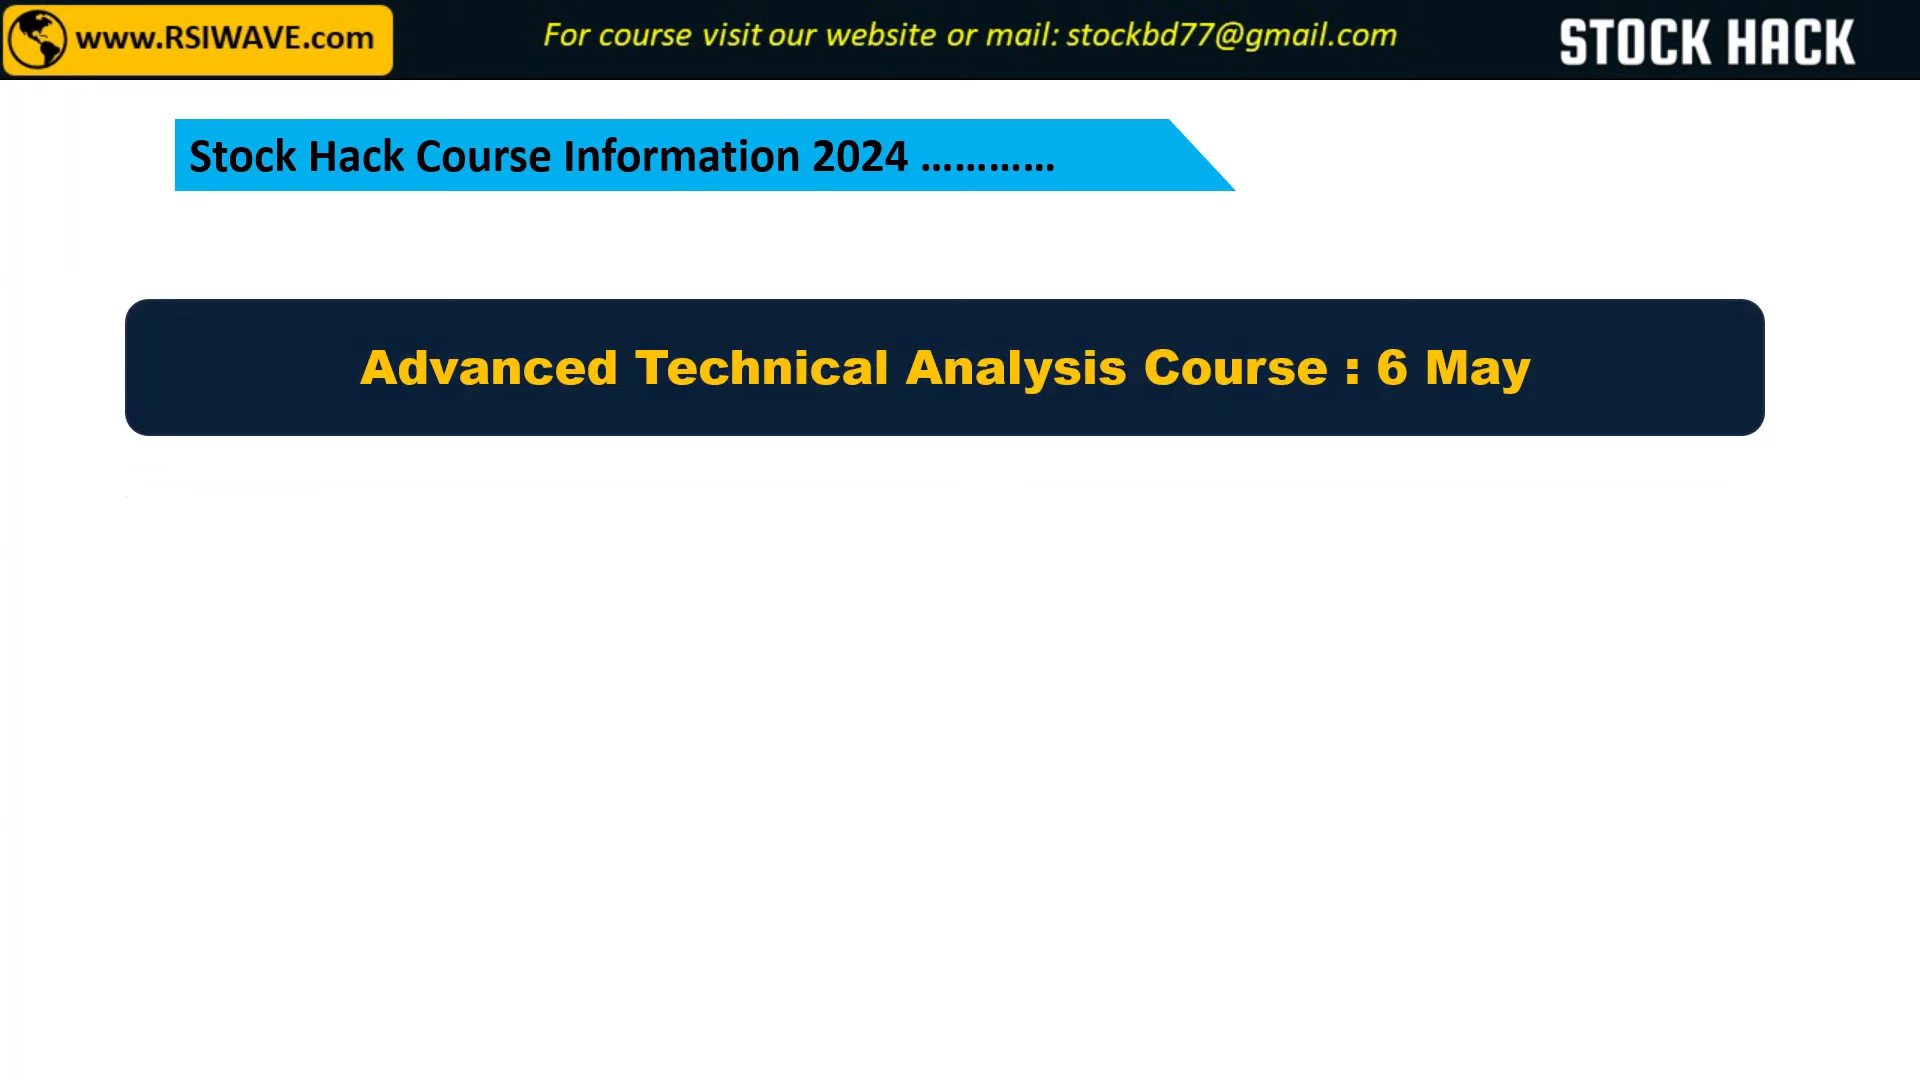 www.RSIWAVE.com
For course visit our website or mail: stockbd77@gmail.com
STOCK HACK
Stock Hack Course Information 2024 …………
Advanced Technical Analysis Course : 6 May